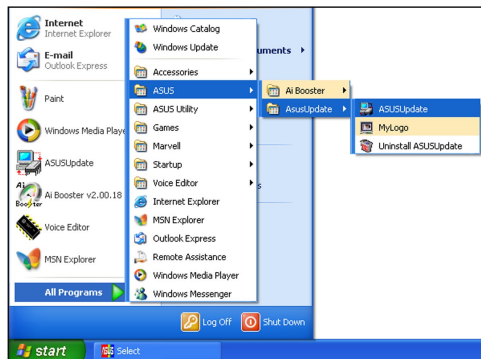 Internet
Internet Explorer
E-mail
Outlook Express
Paint
Windows Media Playe
ASUSUpdate
Ai Booster v2.00.18
Voice Editor
MSN Explorer
All Programs
Windows Catalog
Windows Update
Accessories
ASUS
ASUS Utility
Games
Marvell
Startup
Voice Editor
Internet Explorer
MSN Explorer
Outlook Express
Remote Assistance
Windows Media Player
Windows Messenger
uments
s
Ai Booster
AsusUpdate
ASUSUpdate
MyLogo
Uninstall ASUSUpdate
Log Off
Shut Down
start
Select